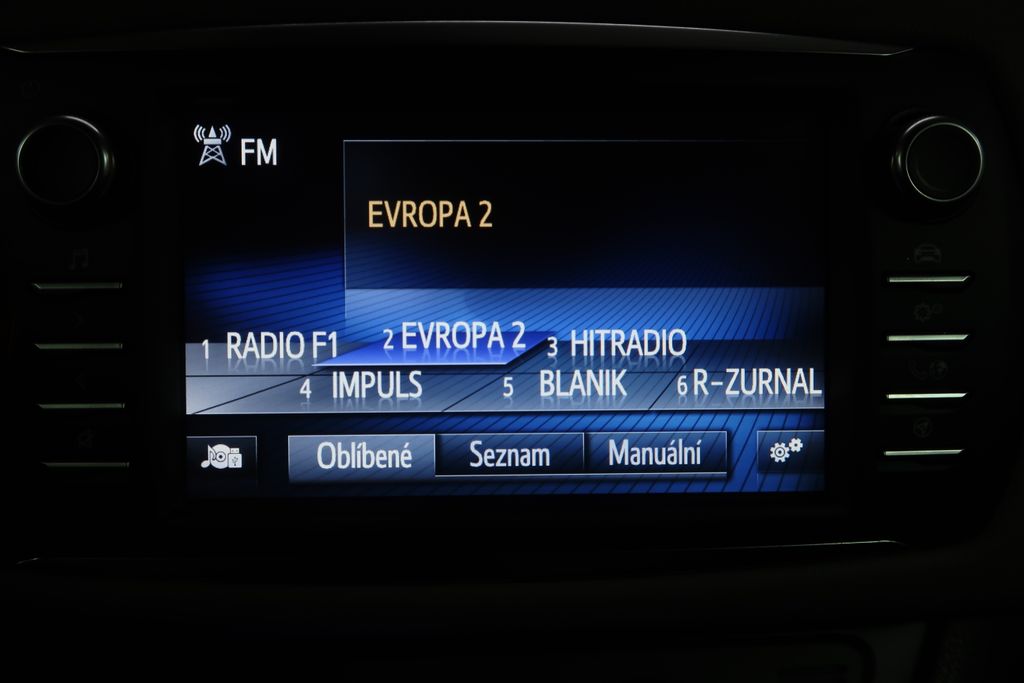 FM
EVROPA 2
1 RADIO F1 2 EVROPA 2 3 HITRADIO
4 IMPULS 5 BLANIK 6 R-ZURNAL
Oblíbené Seznam Manuální